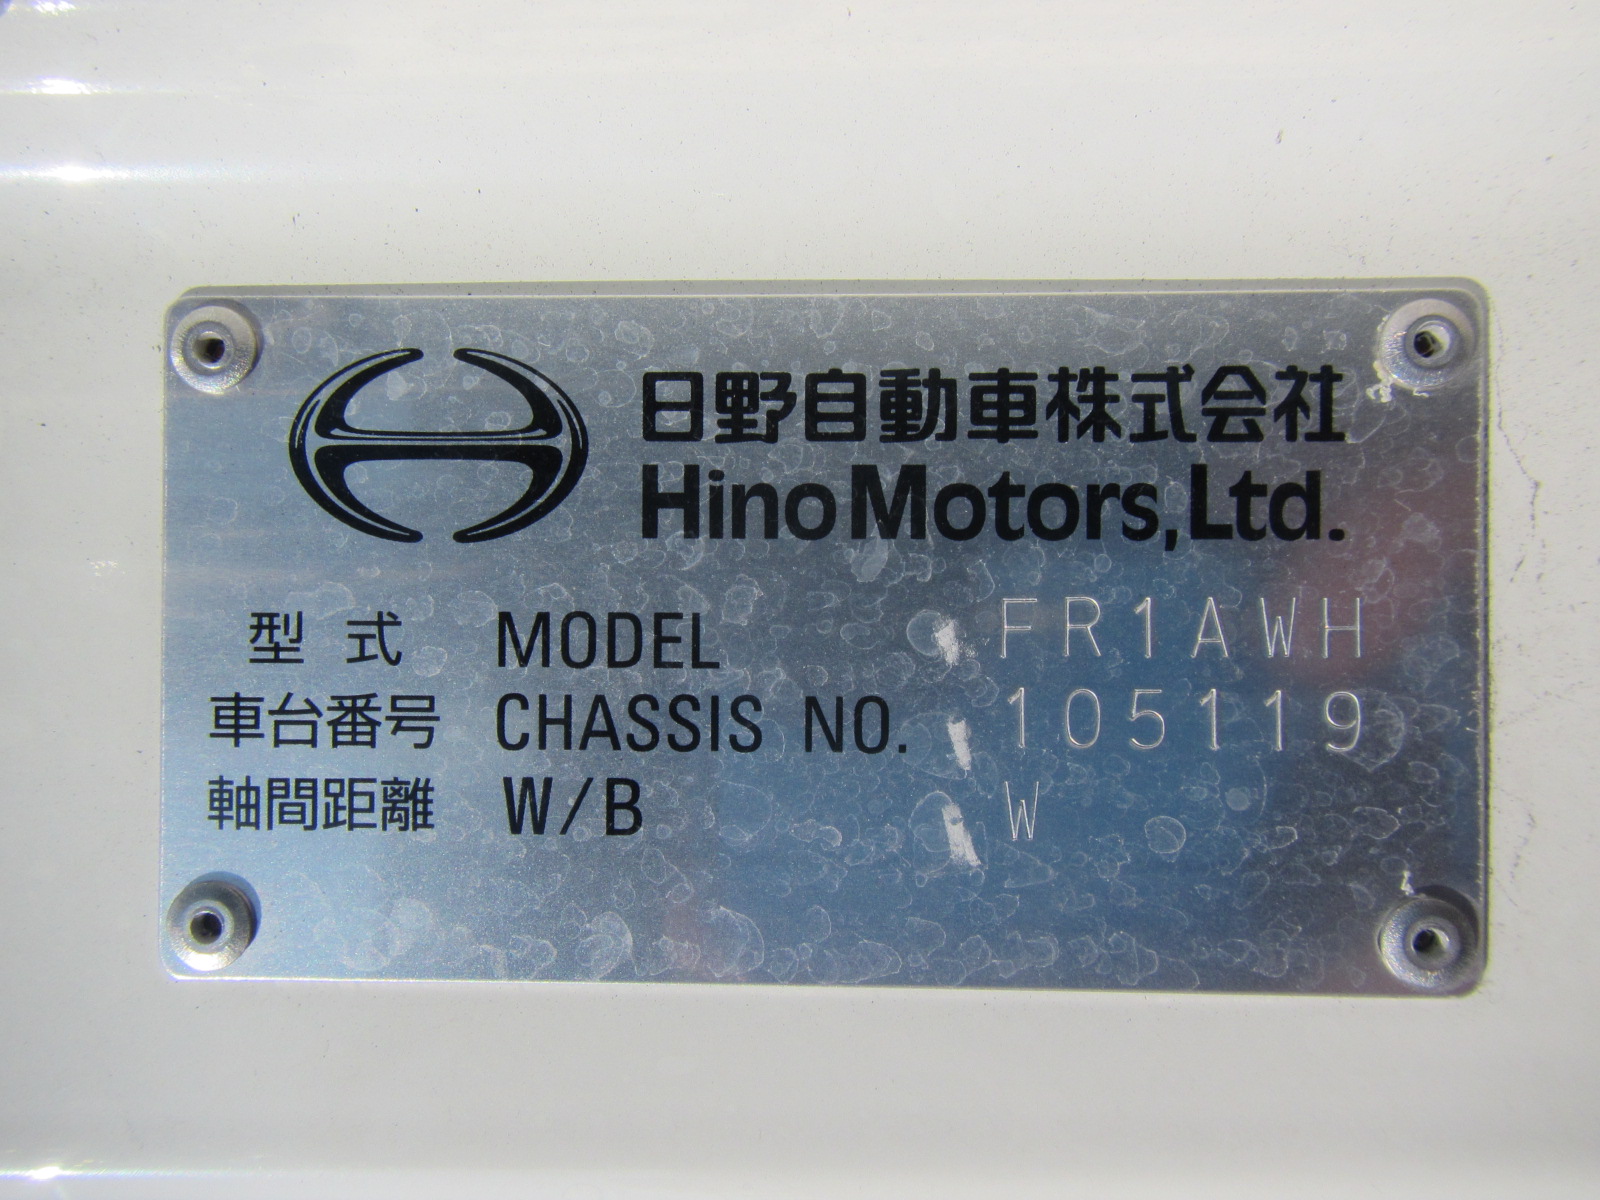 日野自動車株式会社
Hino Motors, Ltd.
型式 MODEL FR1AWH
車台番号 CHASSIS NO. 105119
軸間距離 W/B W